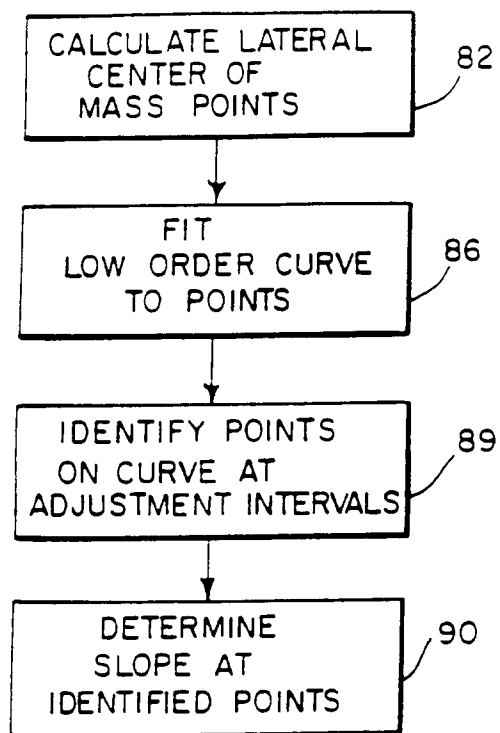 CALCULATE LATERAL
CENTER OF
MASS POINTS
82
FIT
LOW ORDER CURVE
TO POINTS
86
IDENTIFY POINTS
ON CURVE AT
ADJUSTMENT INTERVALS
89
DETERMINE
SLOPE AT
IDENTIFIED POINTS
90